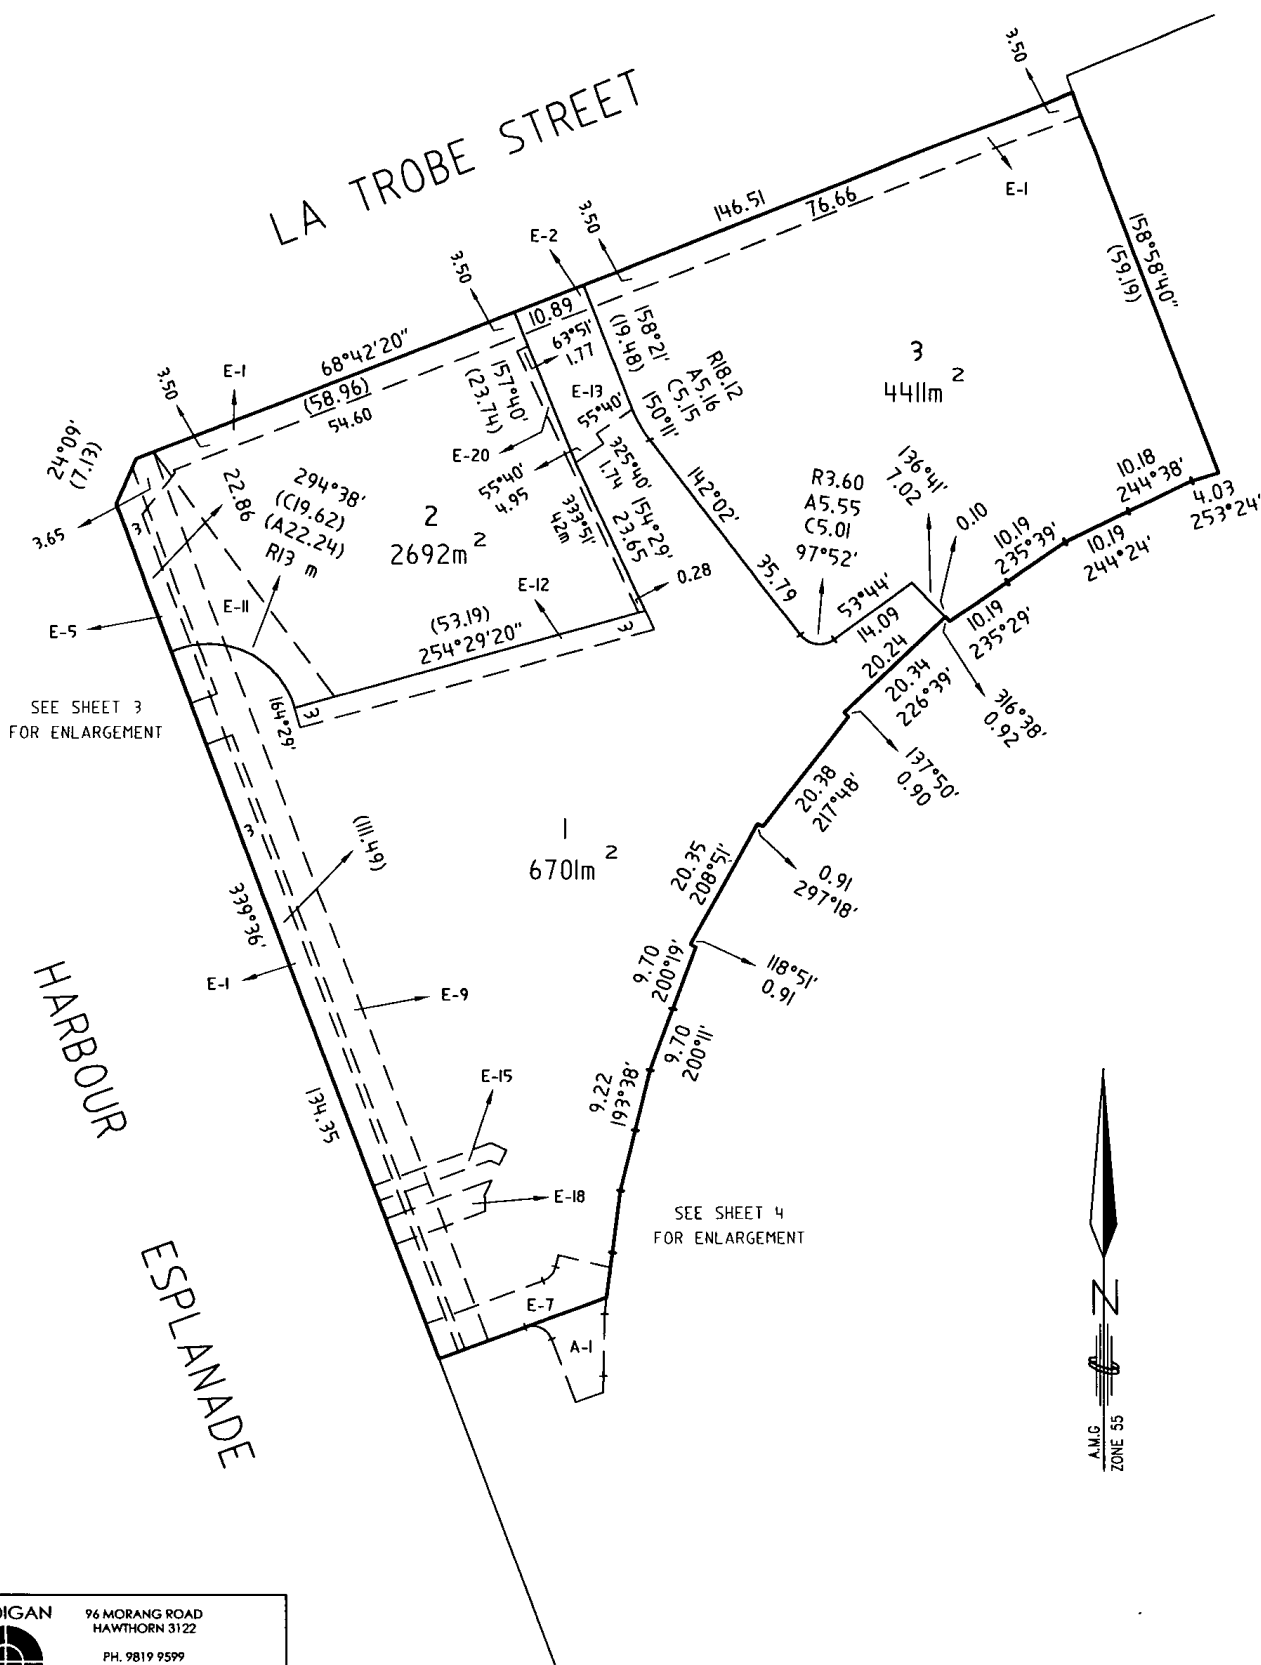 LA TROBE STREET
3.50
E-1
146.51
76.66
3.50
E-2
3.50
10.89
158°58'40"
(59.19)
68°42'20"
(58.96)
54.60
E-1
3.50
24°09'
(7.13)
3.65
3
22.86
294°38'
(C19.62)
(A22.24)
R13 m
2
2692m²
157°40'
(23.74)
63°51'
1.77
E-13
55°40'
E-20
55°40'
4.95
325°40'
1.74
333°51'
42m
154°29'
23.65
0.28
158°21'
(19.48)
R18.12
A5.16
C5.15
150°11'
3
4411m²
142°02'
35.79
R3.60
A5.55
C5.01
97°52'
136°41'
7.02
0.10
53°44'
14.09
10.18
244°38'
4.03
253°24'
10.19
235°39'
10.19
244°24'
10.19
235°29'
20.24
20.34
226°39'
316°38'
0.92
137°50'
0.90
E-5
E-11
E-12
(53.19)
254°29'20"
3
3
164°29'
SEE SHEET 3
FOR ENLARGEMENT
3
(111.49)
1
6701m²
20.38
217°48'
0.91
297°18'
20.35
208°51'
118°51'
0.91
9.70
200°19'
9.70
200°11'
9.22
193°38'
339°36'
E-1
E-9
134.35
E-15
E-18
E-7
A-1
SEE SHEET 4
FOR ENLARGEMENT
HARBOUR
ESPLANADE
N
A.M.G
ZONE 55
DIGAN
96 MORANG ROAD
HAWTHORN 3122
PH. 9819 9599